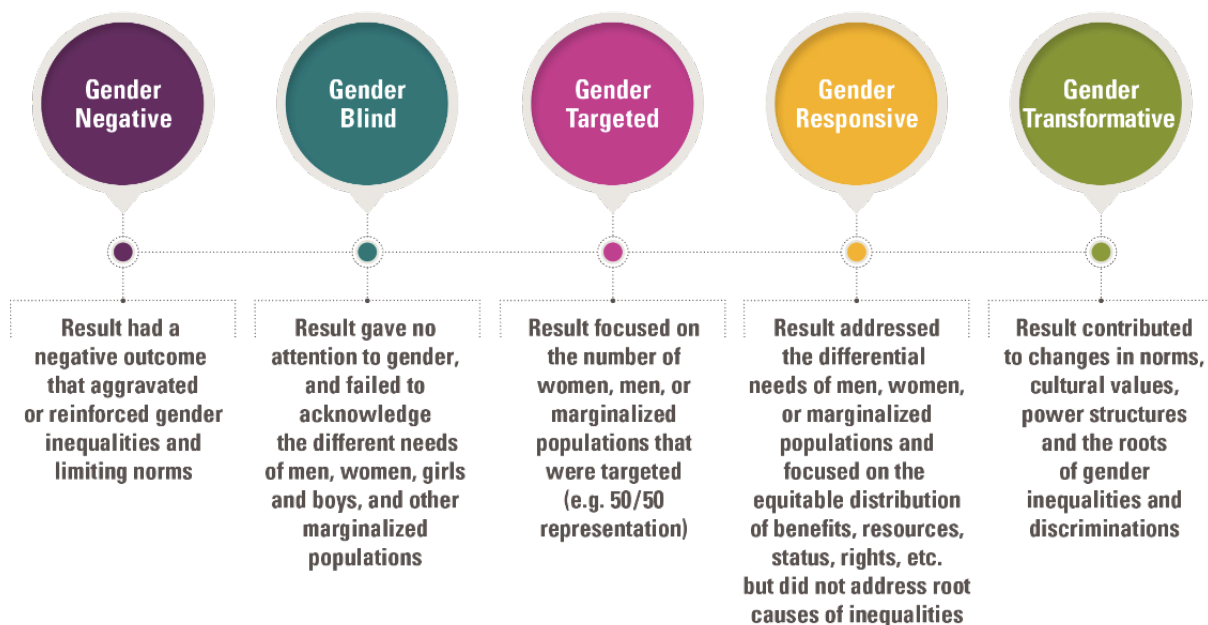 Gender
Negative
Gender
Blind
Gender
Targeted
Gender
Responsive
Gender
Transformative
Result had a
negative outcome
that aggravated
or reinforced gender
inequalities and
limiting norms
Result gave no
attention to gender,
and failed to
acknowledge
the different needs
of men, women, girls
and boys, and other
marginalized
populations
Result focused on
the number of
women, men, or
marginalized
populations that
were targeted
(e.g. 50/50
representation)
Result addressed
the differential
needs of men, women,
or marginalized
populations and
focused on the
equitable distribution
of benefits, resources,
status, rights, etc.
but did not address root
causes of inequalities
Result contributed
to changes in norms,
cultural values,
power structures
and the roots
of gender
inequalities and
discriminations